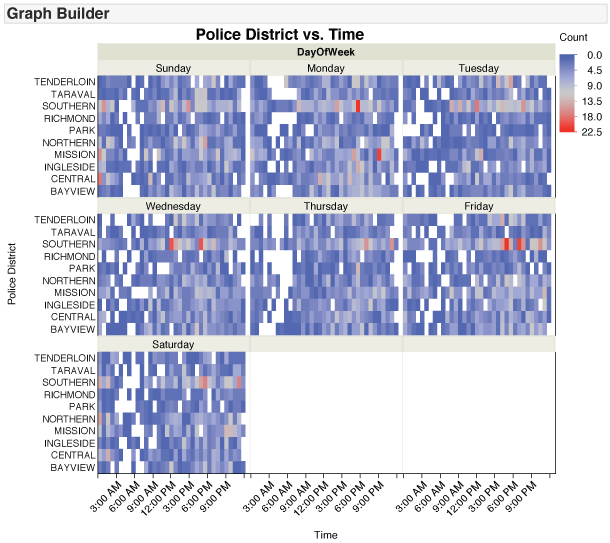 Graph Builder
Police District vs. Time
Count
DayOfWeek
0.0
4.5
9.0
13.5
18.0
22.5
Sunday Monday Tuesday
TENDERLOIN
TARAVAL
SOUTHERN
RICHMOND
PARK
NORTHERN
MISSION
INGLESIDE
CENTRAL
BAYVIEW
Wednesday Thursday Friday
TENDERLOIN
TARAVAL
SOUTHERN
RICHMOND
PARK
NORTHERN
MISSION
INGLESIDE
CENTRAL
BAYVIEW
Police District
Saturday
TENDERLOIN
TARAVAL
SOUTHERN
RICHMOND
PARK
NORTHERN
MISSION
INGLESIDE
CENTRAL
BAYVIEW
3:00 AM 6:00 AM 9:00 AM 12:00 PM 3:00 PM 6:00 PM 9:00 PM 3:00 AM 6:00 AM 9:00 AM 12:00 PM 3:00 PM 6:00 PM 9:00 PM 3:00 AM 6:00 AM 9:00 AM 12:00 PM 3:00 PM 6:00 PM 9:00 PM
Time